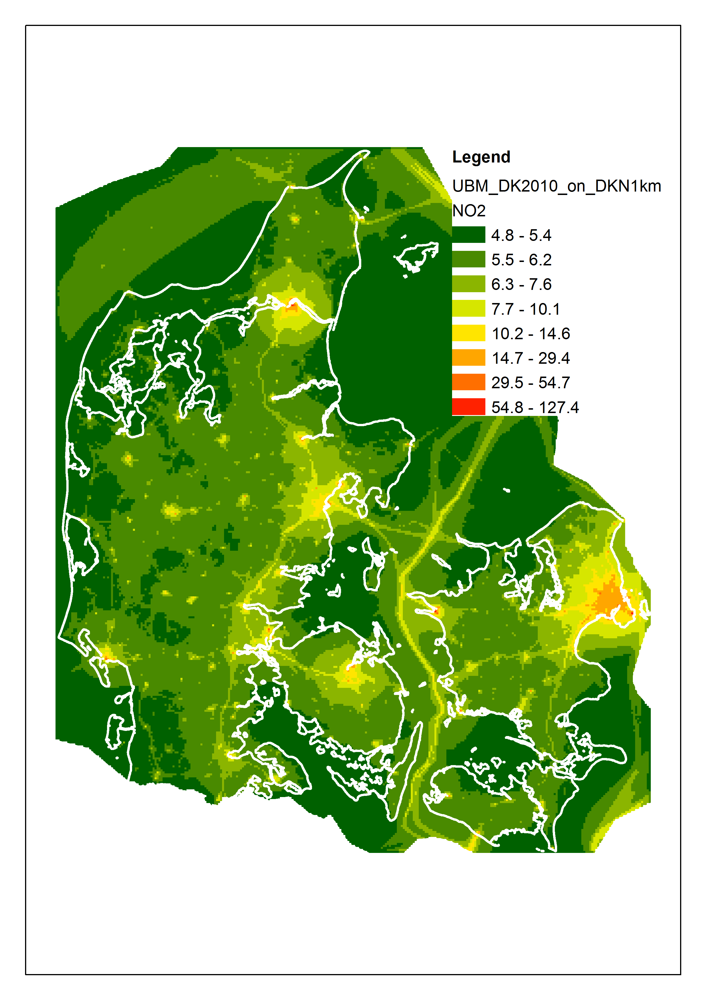 Legend
UBM_DK2010_on_DKN1km
NO2
4.8 - 5.4
5.5 - 6.2
6.3 - 7.6
7.7 - 10.1
10.2 - 14.6
14.7 - 29.4
29.5 - 54.7
54.8 - 127.4